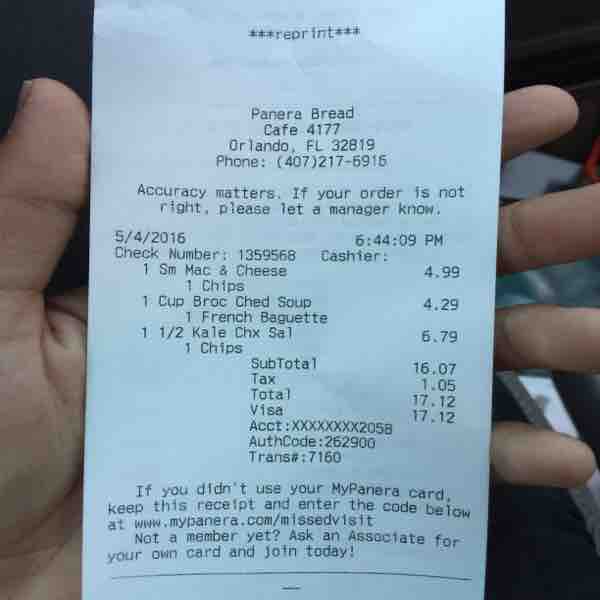 ***reprint***
Panera Bread
Cafe 4177
Orlando, FL 32819
Phone: (407)217-6916
Accuracy matters. If your order is not
right, please let a manager know.
5/4/2016 6:44:09 PM
Check Number: 1359568 Cashier:
1 Sm Mac & Cheese 4.99
1 Chips
1 Cup Broc Ched Soup 4.29
1 French Baguette
1 1/2 Kale Chx Sal 6.79
1 Chips
SubTotal 16.07
Tax 1.05
Total 17.12
Visa 17.12
Acct:XXXXXXXX2058
AuthCode:262900
Trans#:7160
If you didn't use your MyPanera card,
keep this receipt and enter the code below
at www.mypanera.com/missedvisit
Not a member yet? Ask an Associate for
your own card and join today!